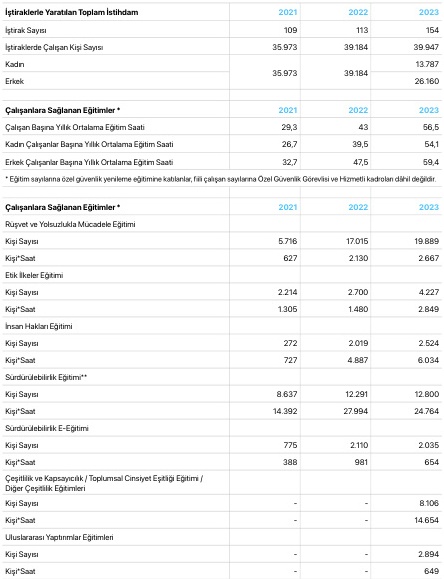 İştiraklerle Yaratılan Toplam İstihdam 2021 2022 2023
İştirak Sayısı 109 113 154
İştiraklerde Çalışan Kişi Sayısı 35.973 39.184 39.947
Kadın 13.787
35.973 39.184
Erkek 26.160
Çalışanlara Sağlanan Eğitimler * 2021 2022 2023
Çalışan Başına Yıllık Ortalama Eğitim Saati 29,3 43 56,5
Kadın Çalışanlar Başına Yıllık Ortalama Eğitim Saati 26,7 39,5 54,1
Erkek Çalışanlar Başına Yıllık Ortalama Eğitim Saati 32,7 47,5 59,4
* Eğitim sayılarına özel güvenlik yenileme eğitimine katılanlar, fiili çalışan sayılarına Özel Güvenlik Görevlisi ve Hizmetli kadroları dâhil değildir.
Çalışanlara Sağlanan Eğitimler * 2021 2022 2023
Rüşvet ve Yolsuzlukla Mücadele Eğitimi
Kişi Sayısı 5.716 17.015 19.889
Kişi*Saat 627 2.130 2.667
Etik İlkeler Eğitimi
Kişi Sayısı 2.214 2.700 4.227
Kişi*Saat 1.305 1.480 2.849
İnsan Hakları Eğitimi
Kişi Sayısı 272 2.019 2.524
Kişi*Saat 727 4.887 6.034
Sürdürülebilirlik Eğitimi**
Kişi Sayısı 8.637 12.291 12.800
Kişi*Saat 14.392 27.994 24.764
Sürdürülebilirlik E-Eğitimi
Kişi Sayısı 775 2.110 2.035
Kişi*Saat 388 981 654
Çeşitlilik ve Kapsayıcılık / Toplumsal Cinsiyet Eşitliği Eğitimi /
Diğer Çeşitlilik Eğitimleri
Kişi Sayısı - - 8.106
Kişi*Saat - - 14.654
Uluslararası Yaptırımlar Eğitimleri
Kişi Sayısı - - 2.894
Kişi*Saat - - 649